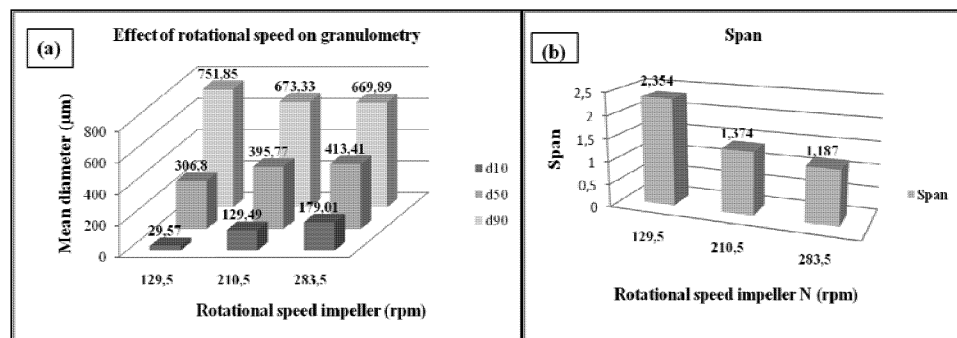 (a)
Effect of rotational speed on granulometry
751,85
673,33
669,89
306,8
395,77
413,41
29,57
129,49
179,01
Mean diameter (µm)
800
600
400
200
0
129,5
210,5
283,5
Rotational speed impeller (rpm)
d10
d50
d90
(b)
Span
2,354
1,374
1,187
Span
2,5
2
1,5
1
0,5
0
129,5
210,5
283,5
Rotational speed impeller N (rpm)
Span